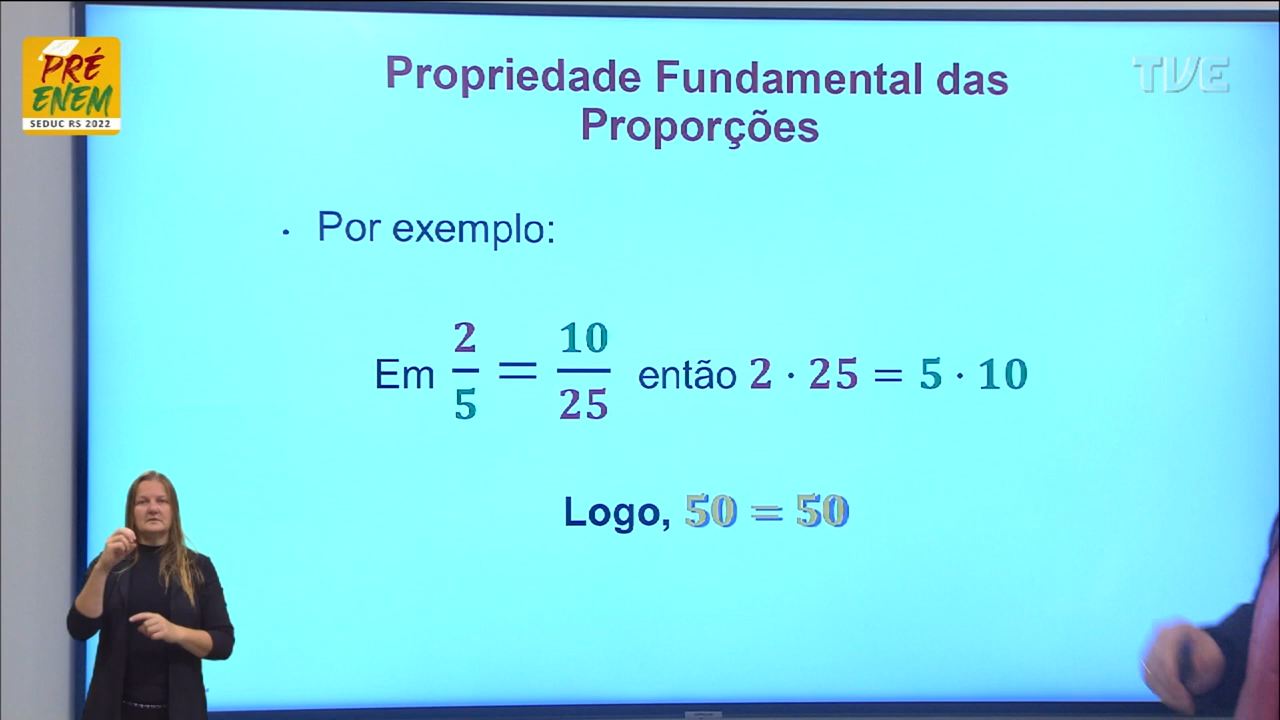 PRÉ
ENEM
SEDUC RS 2022
TVE
Propriedade Fundamental das
Proporções
· Por exemplo:
Em 2/5 = 10/25 então 2 · 25 = 5 · 10
Logo, 50 = 50